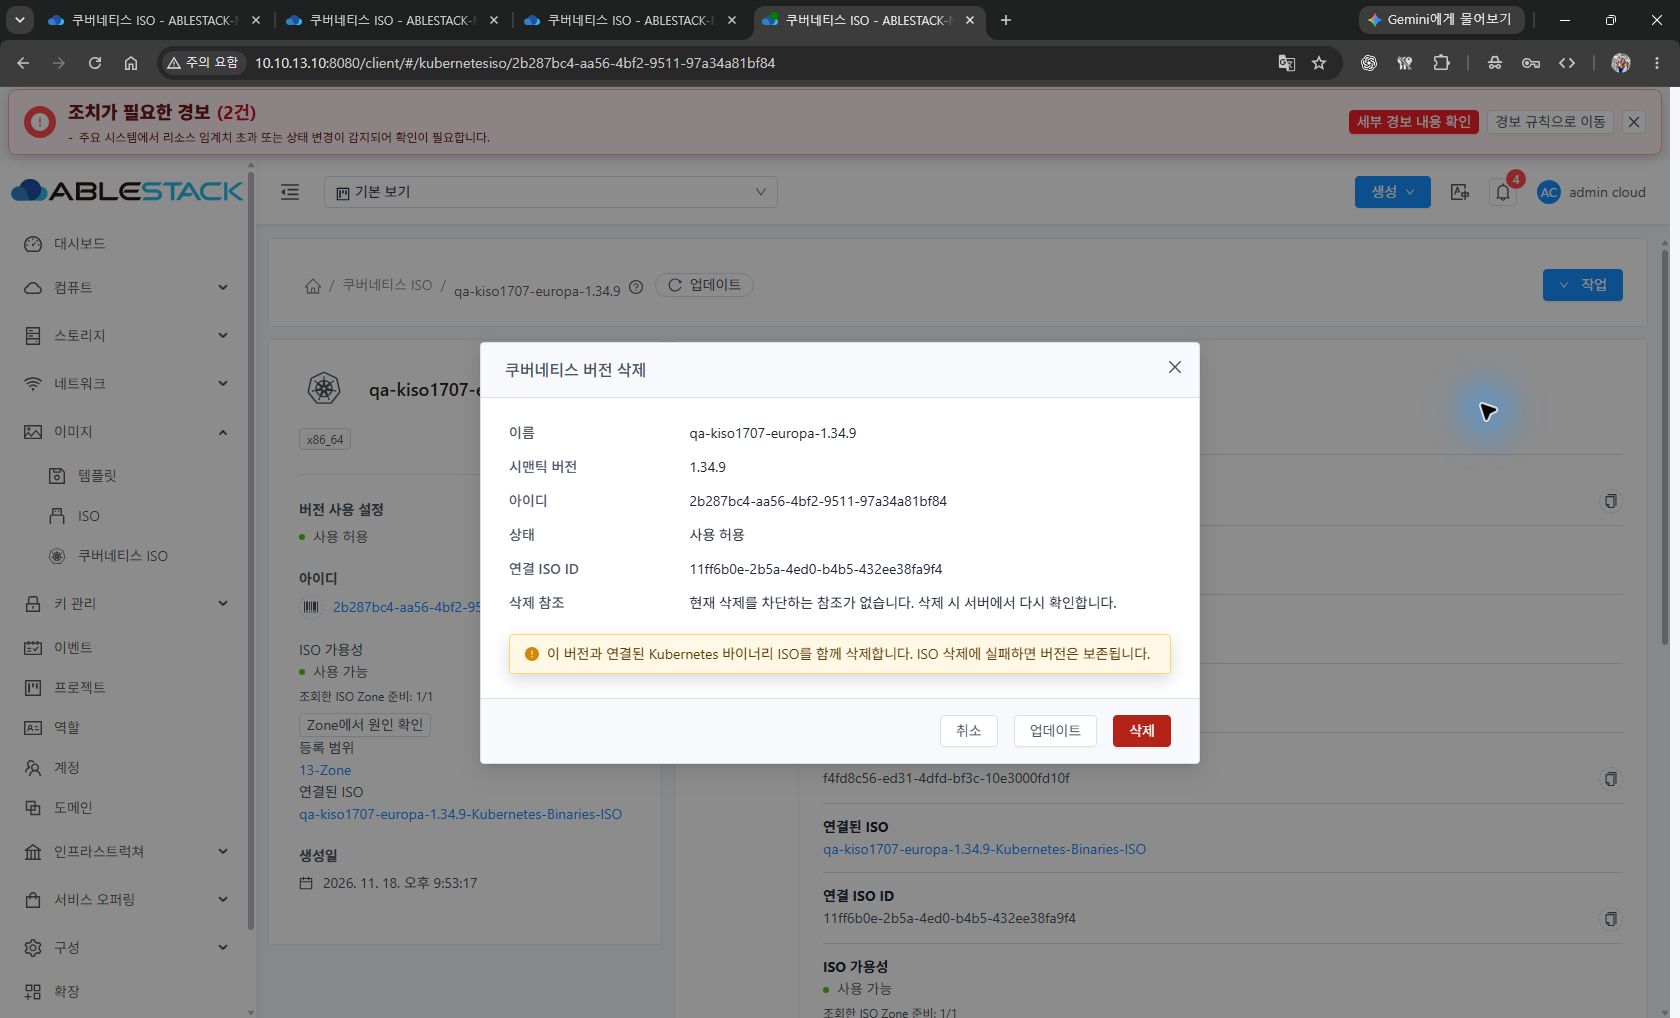 쿠버네티스 ISO - ABLESTACK-
쿠버네티스 ISO - ABLESTACK-
쿠버네티스 ISO - ABLESTACK-
쿠버네티스 ISO - ABLESTACK-
Gemini에게 물어보기
주의 요함
10.10.13.10:8080/client/#/kubernetesiso/2b287bc4-aa56-4bf2-9511-97a34a81bf84
조치가 필요한 경보 (2건)
- 주요 시스템에서 리소스 임계치 초과 또는 상태 변경이 감지되어 확인이 필요합니다.
세부 경보 내용 확인
경보 규칙으로 이동
ABLESTACK
기본 보기
생성
4
AC
admin cloud
대시보드
컴퓨트
스토리지
네트워크
이미지
템플릿
ISO
쿠버네티스 ISO
키 관리
이벤트
프로젝트
역할
계정
도메인
인프라스트럭쳐
서비스 오퍼링
구성
확장
/ 쿠버네티스 ISO / qa-kiso1707-europa-1.34.9
업데이트
작업
qa-kiso1707-e
x86_64
버전 사용 설정
사용 허용
아이디
2b287bc4-aa56-4bf2-95
ISO 가용성
사용 가능
조회한 ISO Zone 준비: 1/1
Zone에서 원인 확인
등록 범위
13-Zone
연결된 ISO
qa-kiso1707-europa-1.34.9-Kubernetes-Binaries-ISO
생성일
2026. 11. 18. 오후 9:53:17
쿠버네티스 버전 삭제
이름 qa-kiso1707-europa-1.34.9
시맨틱 버전 1.34.9
아이디 2b287bc4-aa56-4bf2-9511-97a34a81bf84
상태 사용 허용
연결 ISO ID 11ff6b0e-2b5a-4ed0-b4b5-432ee38fa9f4
삭제 참조 현재 삭제를 차단하는 참조가 없습니다. 삭제 시 서버에서 다시 확인합니다.
이 버전과 연결된 Kubernetes 바이너리 ISO를 함께 삭제합니다. ISO 삭제에 실패하면 버전은 보존됩니다.
취소
업데이트
삭제
f4fd8c56-ed31-4dfd-bf3c-10e3000fd10f
연결된 ISO
qa-kiso1707-europa-1.34.9-Kubernetes-Binaries-ISO
연결 ISO ID
11ff6b0e-2b5a-4ed0-b4b5-432ee38fa9f4
ISO 가용성
사용 가능
조회한 ISO Zone 준비: 1/1